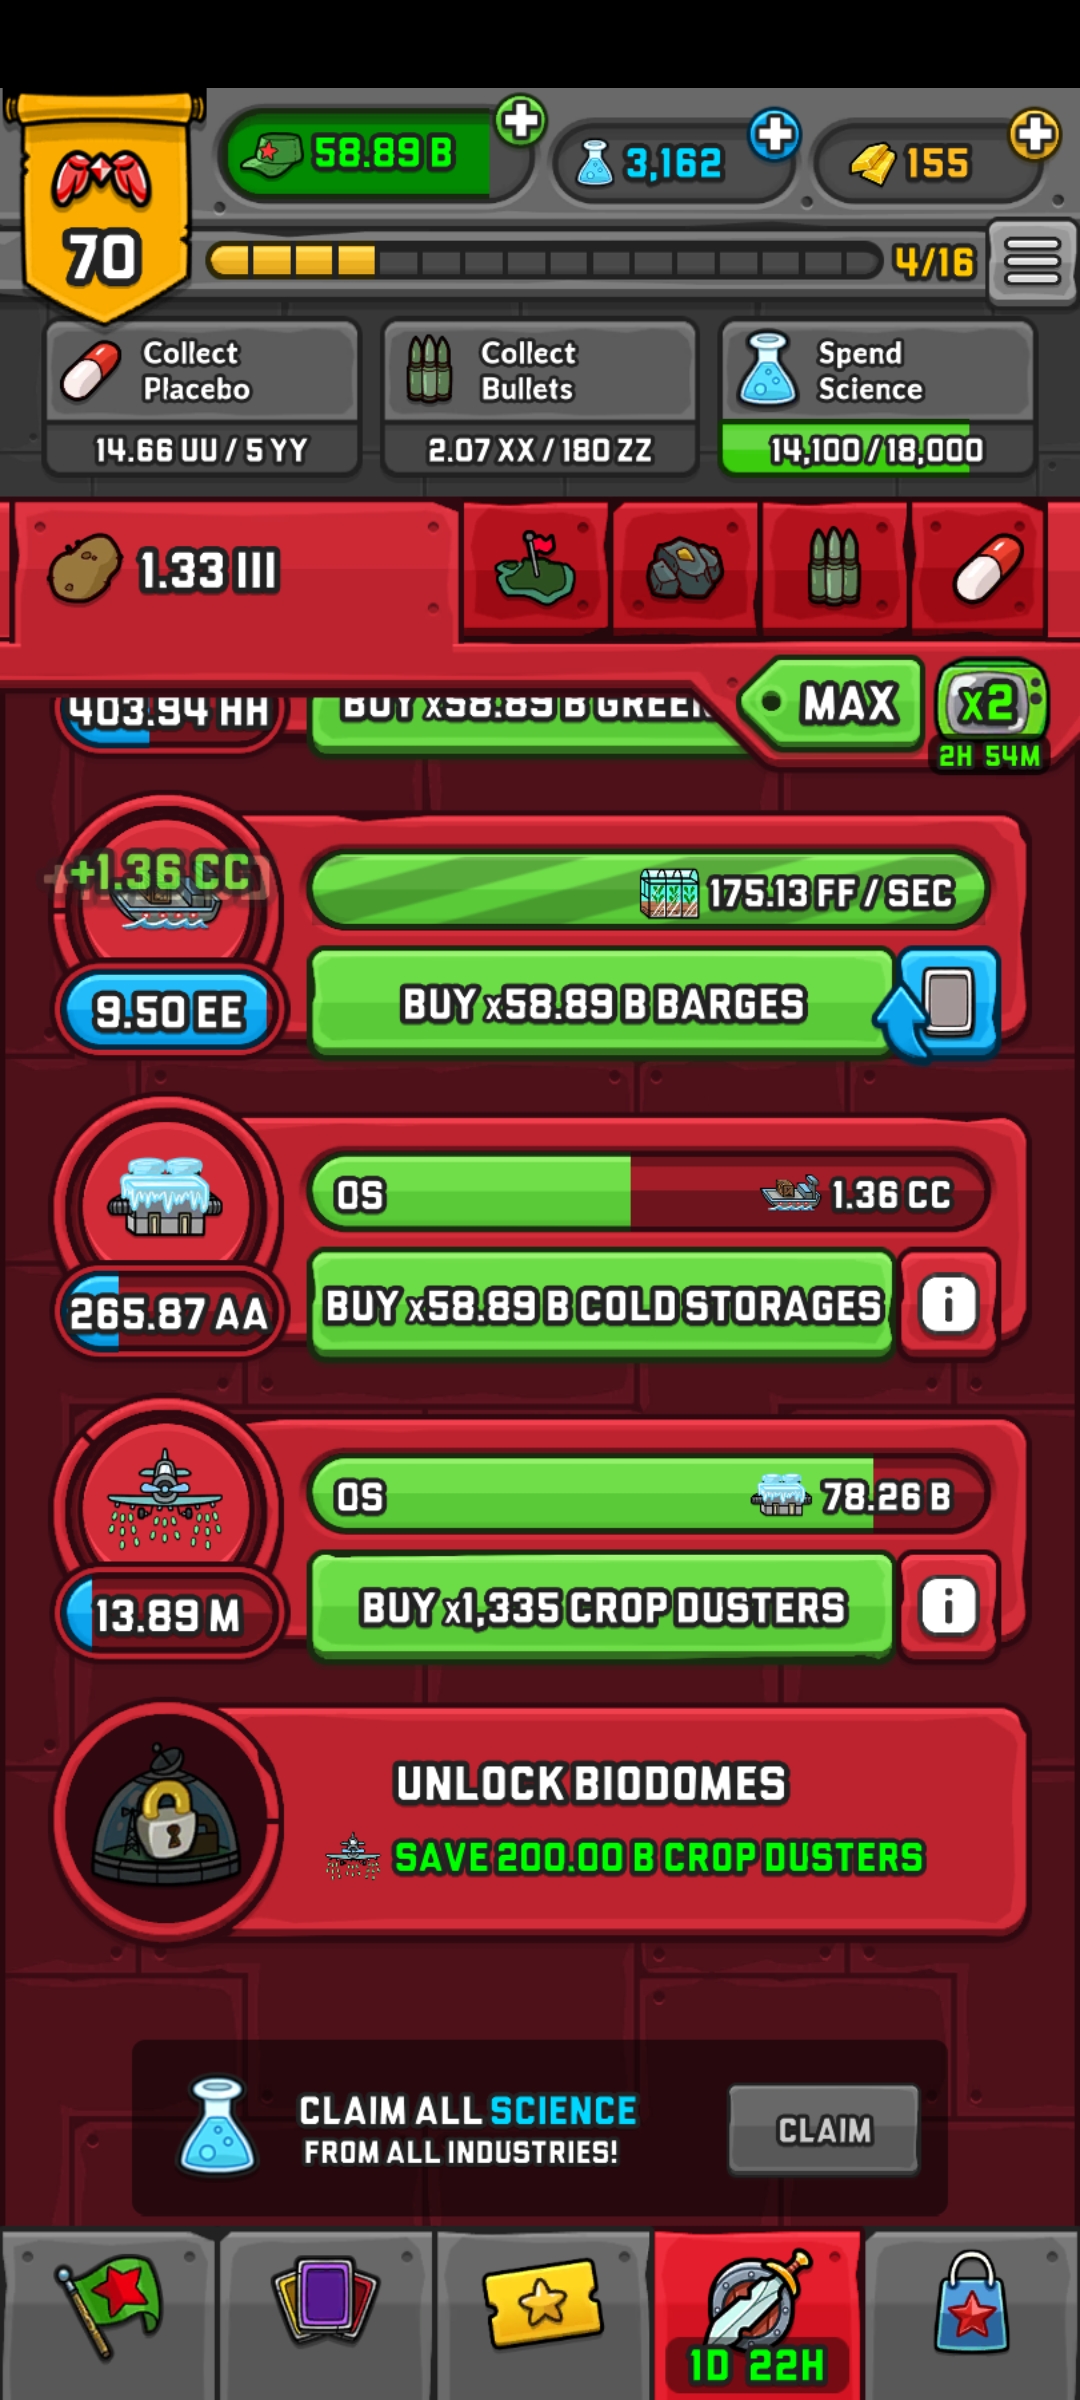 58.89 B
3,162
155
70
4/16
Collect
Placebo
14.66 UU / 5 YY
Collect
Bullets
2.07 XX / 180 ZZ
Spend
Science
14,100 / 18,000
1.33 III
MAX
x2
2H 54M
403.94 HH
BUY x58.89 B GREEN
+1.36 CC
175.13 FF / SEC
9.50 EE
BUY x58.89 B BARGES
0S
1.36 CC
265.87 AA
BUY x58.89 B COLD STORAGES
i
0S
78.26 B
13.89 M
BUY x1,335 CROP DUSTERS
i
UNLOCK BIODOMES
SAVE 200.00 B CROP DUSTERS
CLAIM ALL SCIENCE
FROM ALL INDUSTRIES!
CLAIM
1D 22H